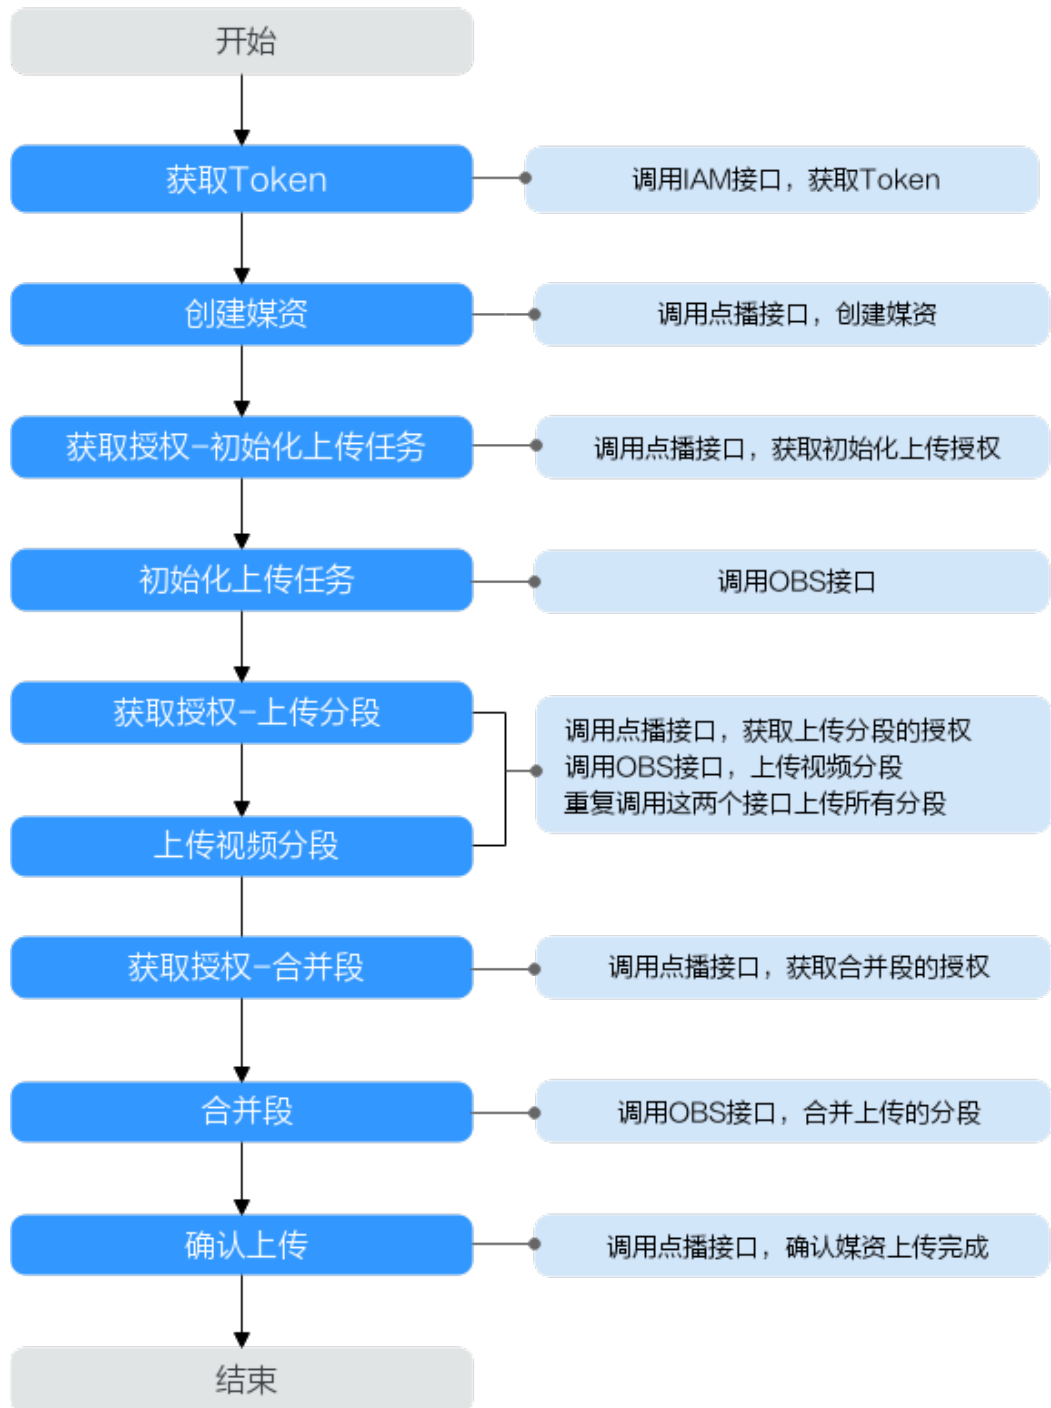 开始
获取Token
调用IAM接口，获取Token
创建媒资
调用点播接口，创建媒资
获取授权-初始化上传任务
调用点播接口，获取初始化上传授权
初始化上传任务
调用OBS接口
获取授权-上传分段
调用点播接口，获取上传分段的授权
调用OBS接口，上传视频分段
重复调用这两个接口上传所有分段
上传视频分段
获取授权-合并段
调用点播接口，获取合并段的授权
合并段
调用OBS接口，合并上传的分段
确认上传
调用点播接口，确认媒资上传完成
结束